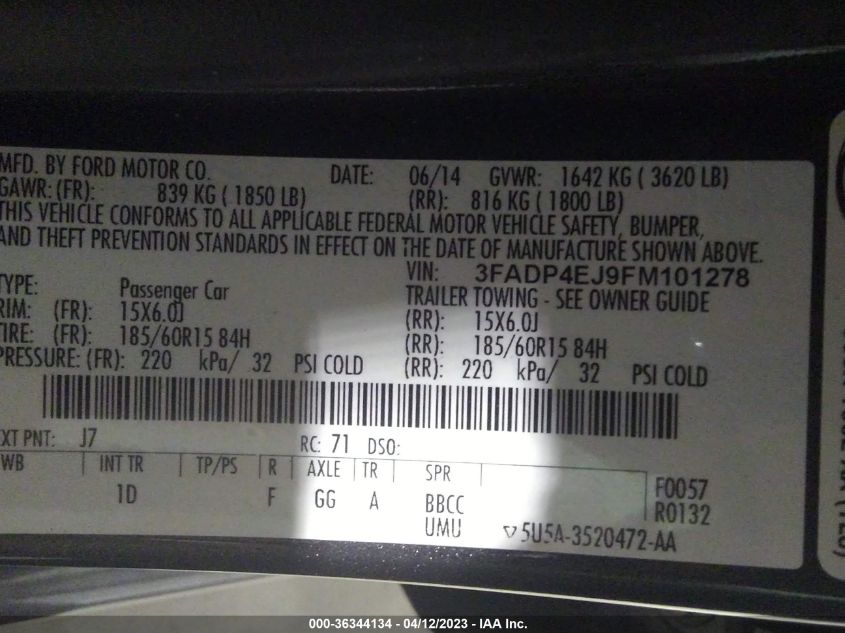 MFD. BY FORD MOTOR CO. DATE: 06/14 GVWR: 1642 KG ( 3620 LB)
GAWR: (FR): 839 KG ( 1850 LB) (RR): 816 KG ( 1800 LB)
THIS VEHICLE CONFORMS TO ALL APPLICABLE FEDERAL MOTOR VEHICLE SAFETY, BUMPER,
AND THEFT PREVENTION STANDARDS IN EFFECT ON THE DATE OF MANUFACTURE SHOWN ABOVE.
VIN: 3FADP4EJ9FM101278
TYPE: Passenger Car TRAILER TOWING - SEE OWNER GUIDE
RIM: (FR): 15X6.0J (RR): 15X6.0J
TIRE: (FR): 185/60R15 84H (RR): 185/60R15 84H
PRESSURE: (FR): 220 kPa/ 32 PSI COLD (RR): 220 kPa/ 32 PSI COLD
EXT PNT: J7 RC: 71 DSO:
WB INT TR TP/PS R AXLE TR SPR
1D F GG A BBCC F0057
UMU R0132
5U5A-3520472-AA
000-36344134 - 04/12/2023 - IAA Inc.